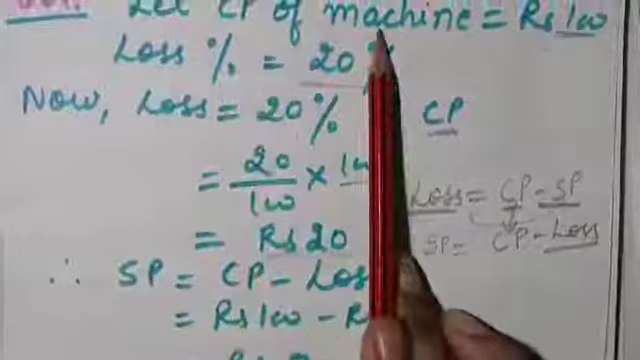 Let CP of machine = Rs 100
Loss % = 20 %
Now, Loss = 20% CP
= 20/100 × 100
= Rs 20
Loss = CP - SP
SP = CP - Loss
∴ SP = CP - Loss
= Rs 100 -